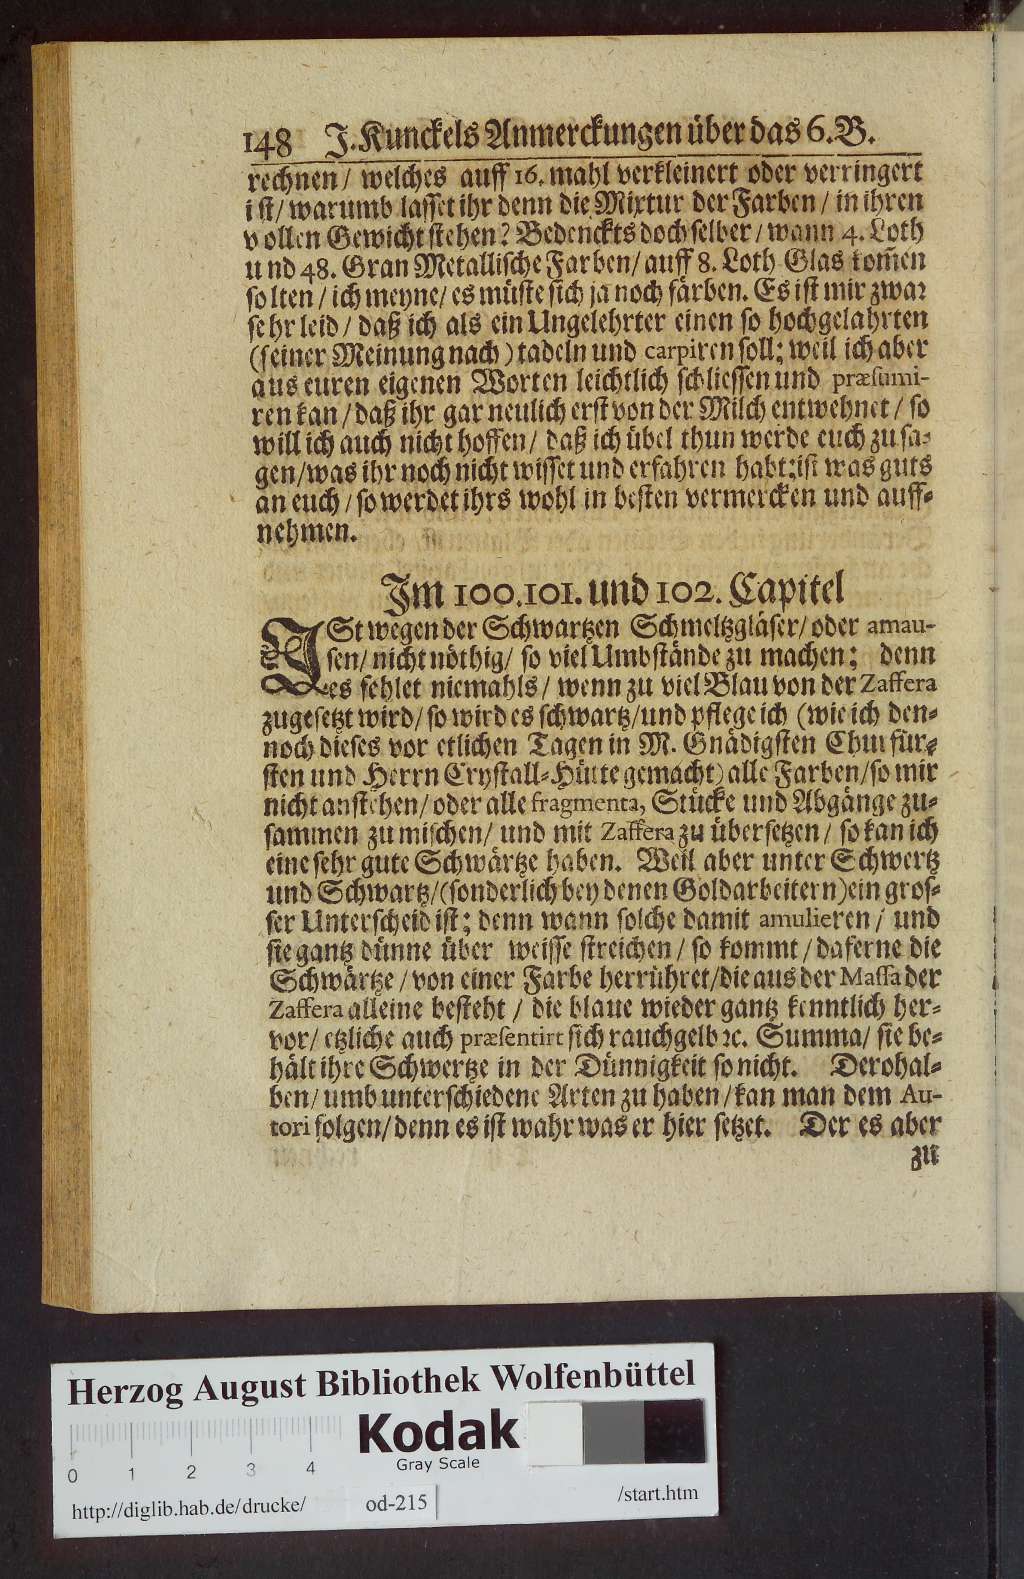 148 J. Kunckels Anmerckungen über das 6. B.
rechnen / welches auff 16. mahl verkleinert oder verringert
ist / warumb lasset ihr denn die Mixtur der Farben / in ihren
vollen Gewicht stehen? Bedenckts doch selber / wann 4. Loth
und 48. Gran Metallische Farben / auff 8. Loth Glas kom̃en
solten / ich meyne / es müste sich ja noch färben. Es ist mir zwar
sehr leid / daß ich als ein Ungelehrter einen so hochgelahrten
(seiner Meinung nach) tadeln und carpiren soll; weil ich aber
aus euren eigenen Worten leichtlich schliessen und præsumi-
ren kan / daß ihr gar neulich erst von der Milch entwehnet / so
will ich auch nicht hoffen / daß ich übel thun werde euch zu sa-
gen / was ihr noch nicht wisset und erfahren habt; ist was guts
an euch / so werdet ihrs wohl in besten vermercken und auff-
nehmen.
Im 100. 101. und 102. Capitel
ISt wegen der Schwartzen Schmeltzgläser / oder amau-
sen / nicht nöthig / so viel Umbstände zu machen; denn
es fehlet niemahls / wenn zu viel Blau von der Zaffera
zugesetzt wird / so wird es schwartz / und pflege ich (wie ich den-
noch dieses vor etlichen Tagen in M. Gnädigsten Churfür-
sten und Herrn Crystall-Hütte gemacht) alle Farben / so mir
nicht anstehen / oder alle fragmenta, Stücke und Abgänge zu-
sammen zu mischen / und mit Zaffera zu übersetzen / so kan ich
eine sehr gute Schwärtze haben. Weil aber unter Schwertz
und Schwartz / (sonderlich bey denen Goldarbeitern) ein gros-
ser Unterscheid ist; denn wann solche damit amulieren / und
sie gantz dünne über weisse streichen / so kommt / daferne die
Schwärtze / von einer Farbe herrühret / die aus der Massa der
Zaffera alleine besteht / die blaue wieder gantz kenntlich her-
vor / etzliche auch præsentirt sich rauchgelb ꝛc. Summa / sie be-
hält ihre Schwertze in der Dünnigkeit so nicht. Derohal-
ben / umb unterschiedene Arten zu haben / kan man dem Au-
tori folgen / denn es ist wahr was er hier setzet. Der es aber
zu
Herzog August Bibliothek Wolfenbüttel
Kodak
Gray Scale
0 1 2 3 4
http://diglib.hab.de/drucke/ od-215 /start.htm